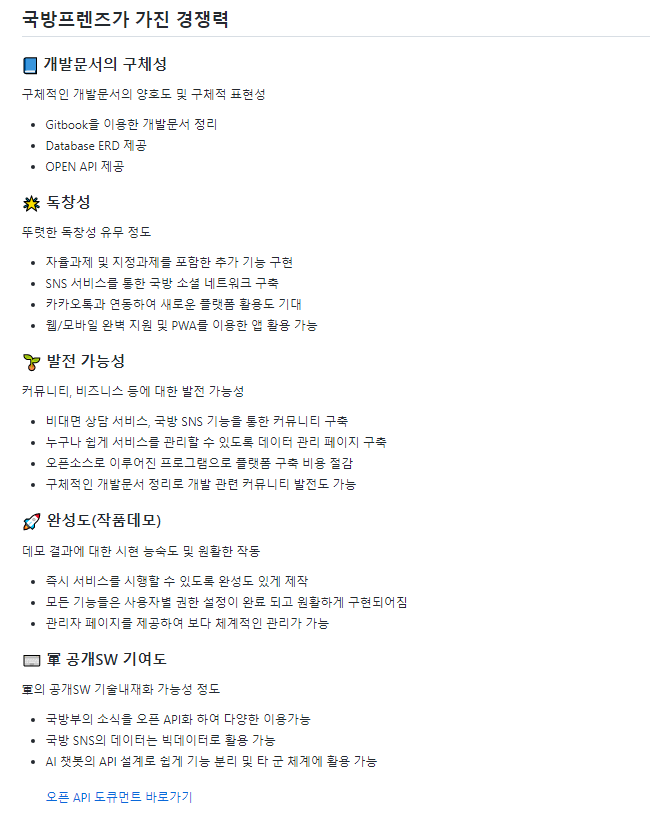 국방프렌즈가 가진 경쟁력
📘 개발문서의 구체성
구체적인 개발문서의 양호도 및 구체적 표현성
• Gitbook을 이용한 개발문서 정리
• Database ERD 제공
• OPEN API 제공
🌟 독창성
뚜렷한 독창성 유무 정도
• 자율과제 및 지정과제를 포함한 추가 기능 구현
• SNS 서비스를 통한 국방 소셜 네트워크 구축
• 카카오톡과 연동하여 새로운 플랫폼 활용도 기대
• 웹/모바일 완벽 지원 및 PWA를 이용한 앱 활용 가능
🌱 발전 가능성
커뮤니티, 비즈니스 등에 대한 발전 가능성
• 비대면 상담 서비스, 국방 SNS 기능을 통한 커뮤니티 구축
• 누구나 쉽게 서비스를 관리할 수 있도록 데이터 관리 페이지 구축
• 오픈소스로 이루어진 프로그램으로 플랫폼 구축 비용 절감
• 구체적인 개발문서 정리로 개발 관련 커뮤니티 발전도 가능
🚀 완성도(작품데모)
데모 결과에 대한 시현 능숙도 및 원활한 작동
• 즉시 서비스를 시행할 수 있도록 완성도 있게 제작
• 모든 기능들은 사용자별 권한 설정이 완료 되고 원활하게 구현되어짐
• 관리자 페이지를 제공하여 보다 체계적인 관리가 가능
⌨️ 軍 공개SW 기여도
軍의 공개SW 기술내재화 가능성 정도
• 국방부의 소식을 오픈 API화 하여 다양한 이용가능
• 국방 SNS의 데이터는 빅데이터로 활용 가능
• AI 챗봇의 API 설계로 쉽게 기능 분리 및 타 군 체계에 활용 가능
오픈 API 도큐먼트 바로가기